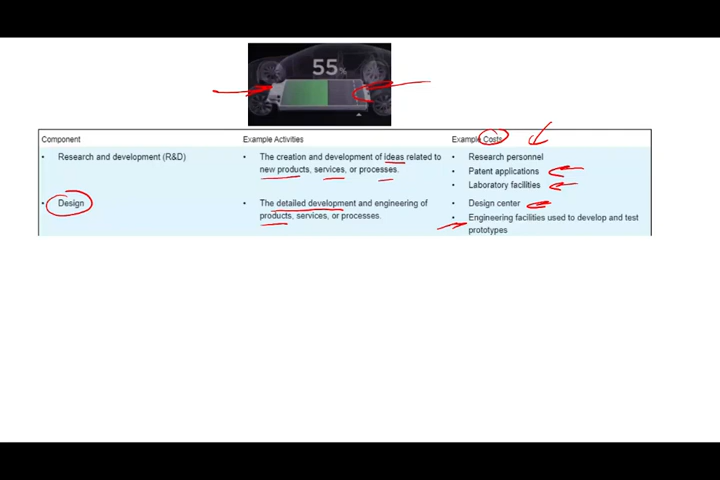 55%
Component Example Activities Example Costs
• Research and development (R&D) • The creation and development of ideas related to new products, services, or processes. • Research personnel
• Patent applications
• Laboratory facilities
• Design • The detailed development and engineering of products, services, or processes. • Design center
• Engineering facilities used to develop and test prototypes